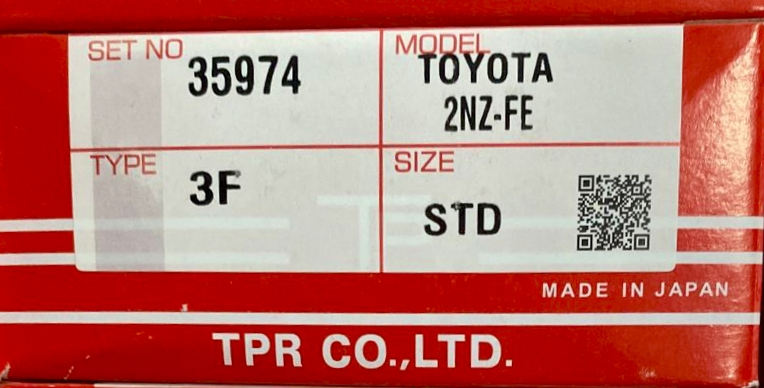 SET NO 35974
MODEL TOYOTA
2NZ-FE
TYPE 3F
SIZE STD
MADE IN JAPAN
TPR CO.,LTD.